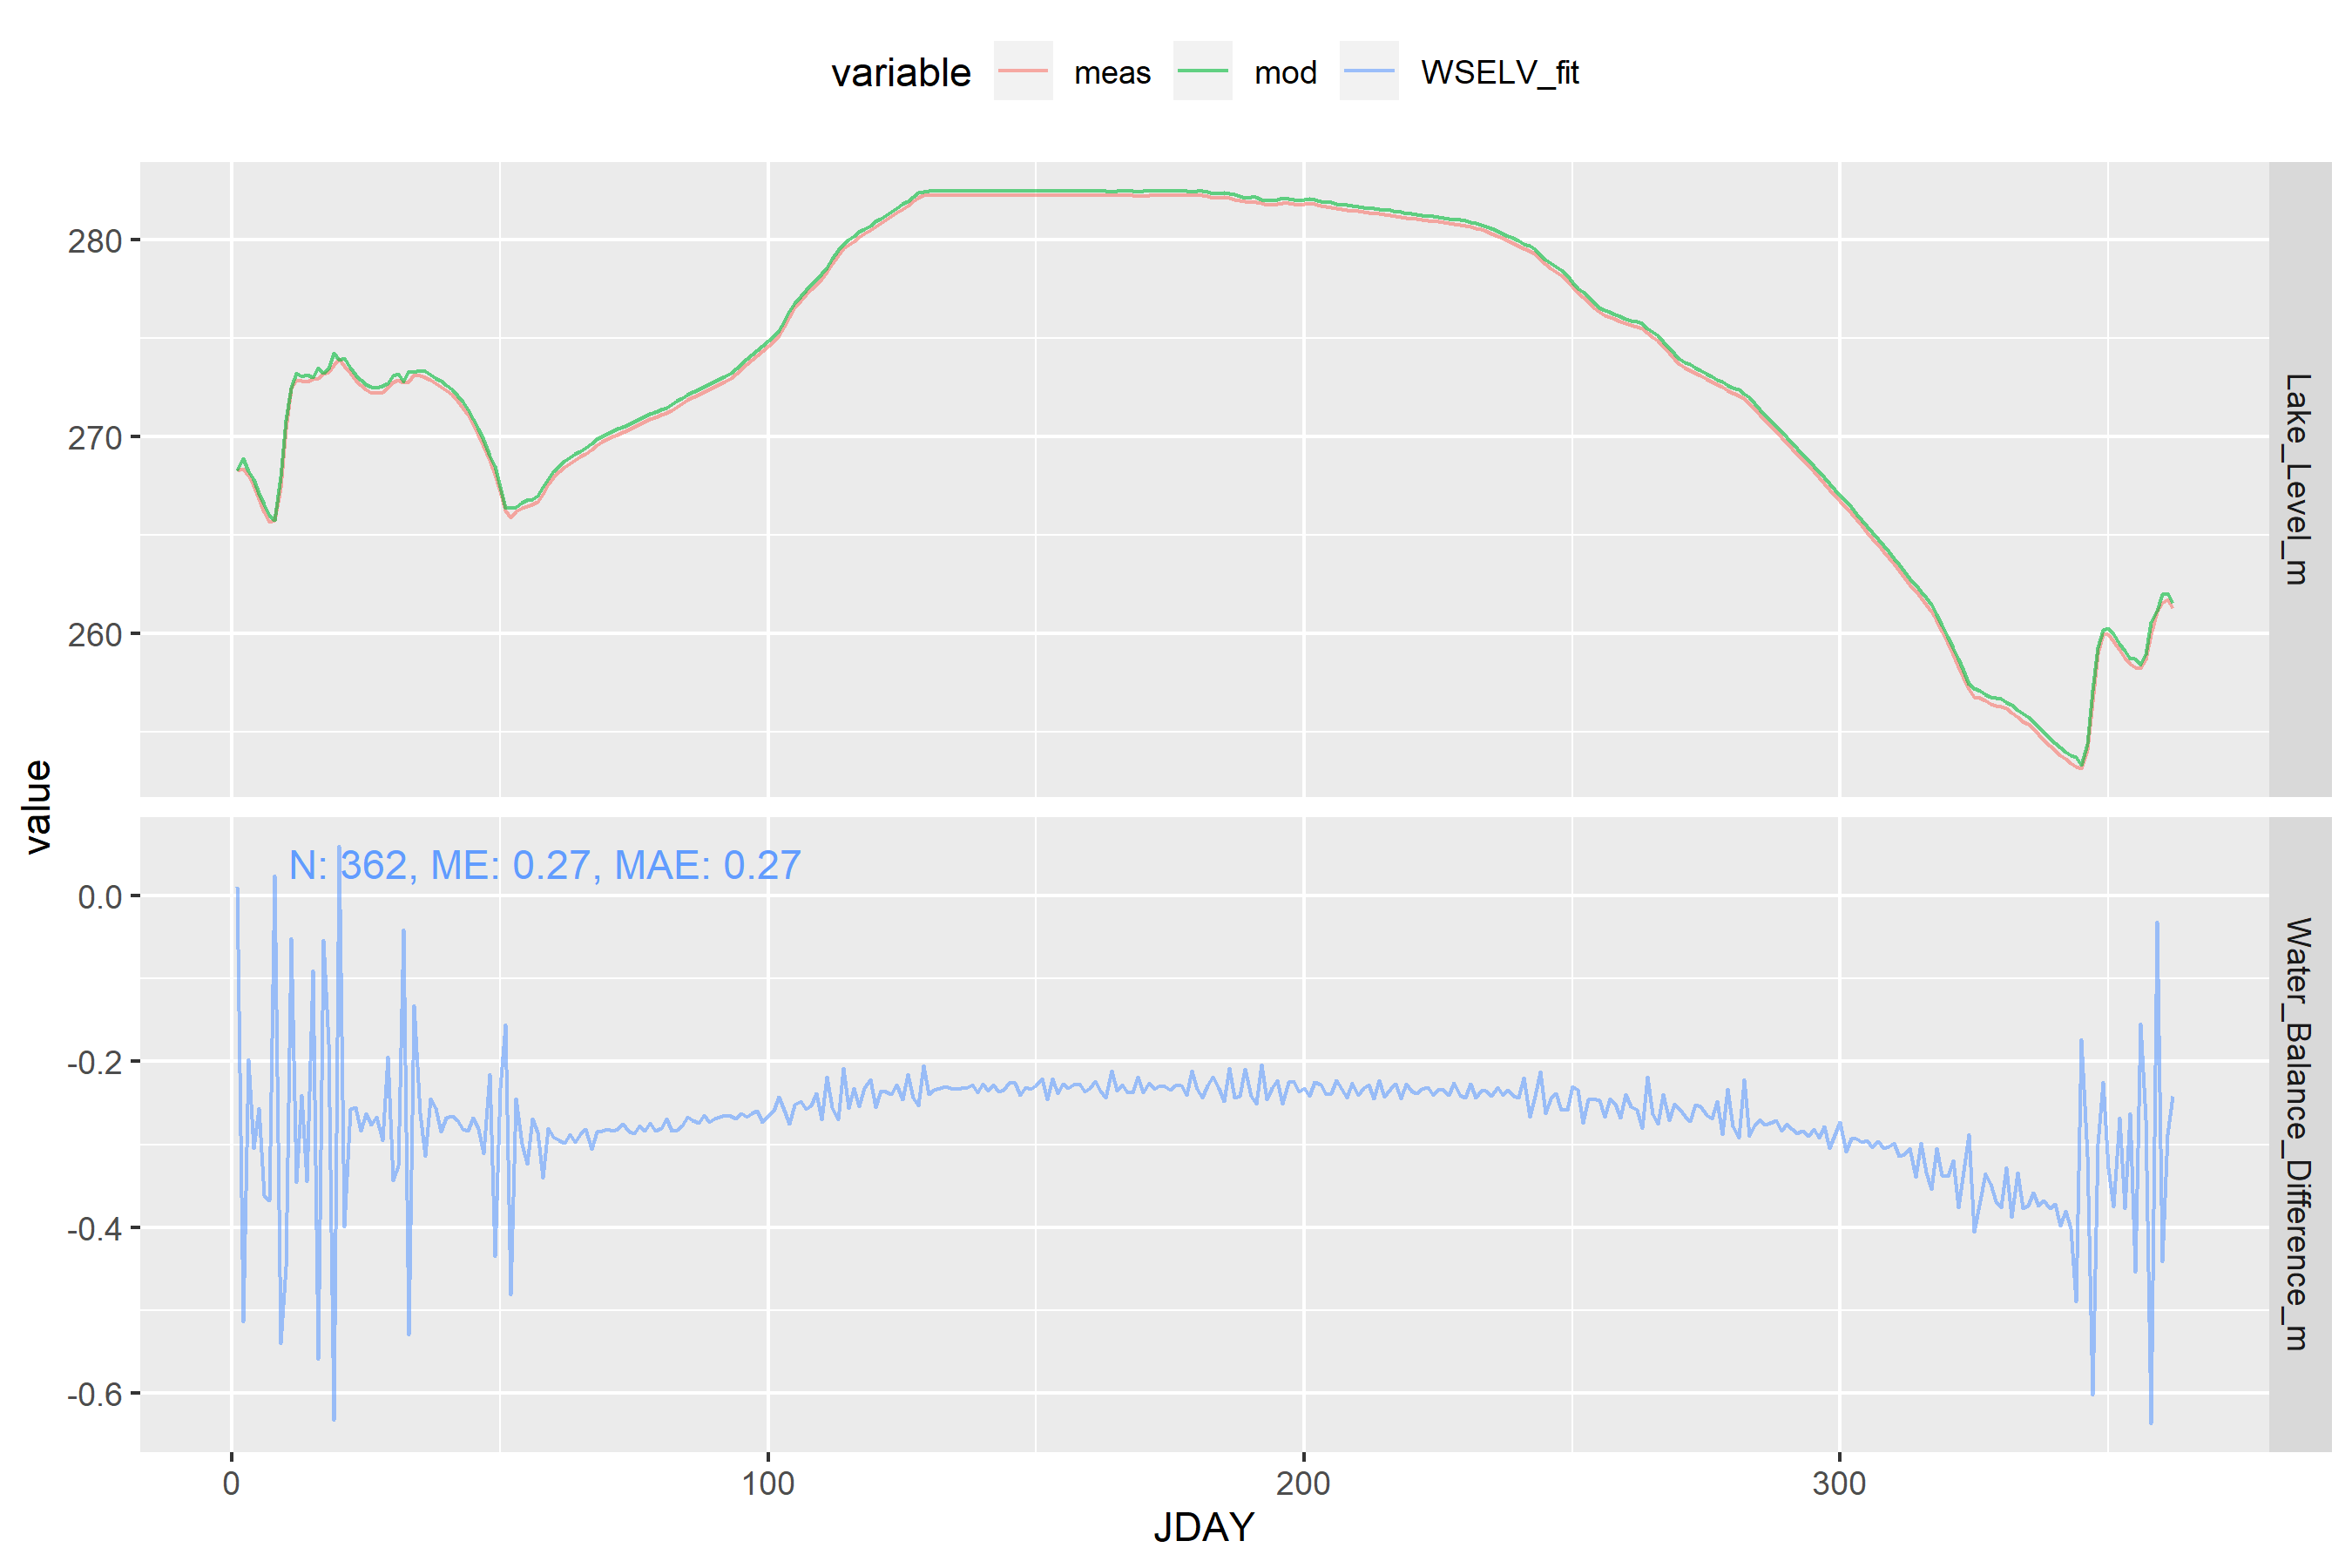 variable meas mod WSELV_fit
280
270
260
Lake_Level_m
value
N: 362, ME: 0.27, MAE: 0.27
0.0
-0.2
-0.4
-0.6
Water_Balance_Difference_m
0 100 200 300
JDAY